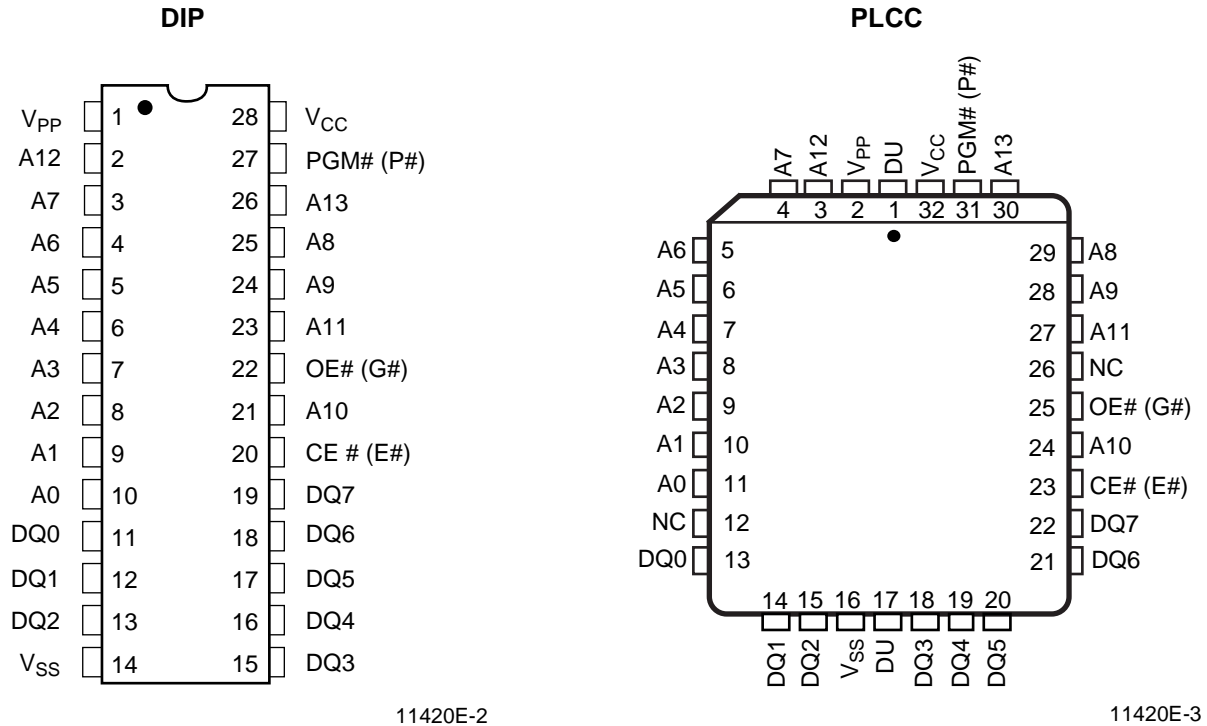 DIP
V_PP 1 28 V_CC
A12 2 27 PGM# (P#)
A7 3 26 A13
A6 4 25 A8
A5 5 24 A9
A4 6 23 A11
A3 7 22 OE# (G#)
A2 8 21 A10
A1 9 20 CE # (E#)
A0 10 19 DQ7
DQ0 11 18 DQ6
DQ1 12 17 DQ5
DQ2 13 16 DQ4
V_SS 14 15 DQ3
11420E-2
PLCC
A7 A12 V_PP DU V_CC PGM# (P#) A13
4 3 2 1 32 31 30
A6 5 29 A8
A5 6 28 A9
A4 7 27 A11
A3 8 26 NC
A2 9 25 OE# (G#)
A1 10 24 A10
A0 11 23 CE# (E#)
NC 12 22 DQ7
DQ0 13 21 DQ6
14 15 16 17 18 19 20
DQ1 DQ2 V_SS DU DQ3 DQ4 DQ5
11420E-3